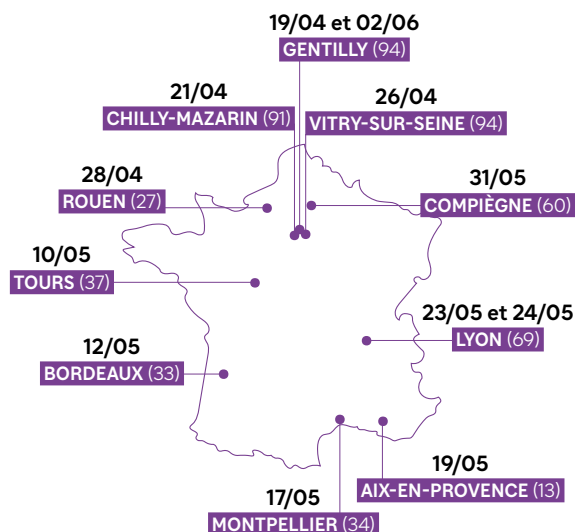 19/04 et 02/06
GENTILLY (94)
21/04
CHILLY-MAZARIN (91)
26/04
VITRY-SUR-SEINE (94)
28/04
ROUEN (27)
31/05
COMPIÈGNE (60)
10/05
TOURS (37)
23/05 et 24/05
LYON (69)
12/05
BORDEAUX (33)
19/05
AIX-EN-PROVENCE (13)
17/05
MONTPELLIER (34)